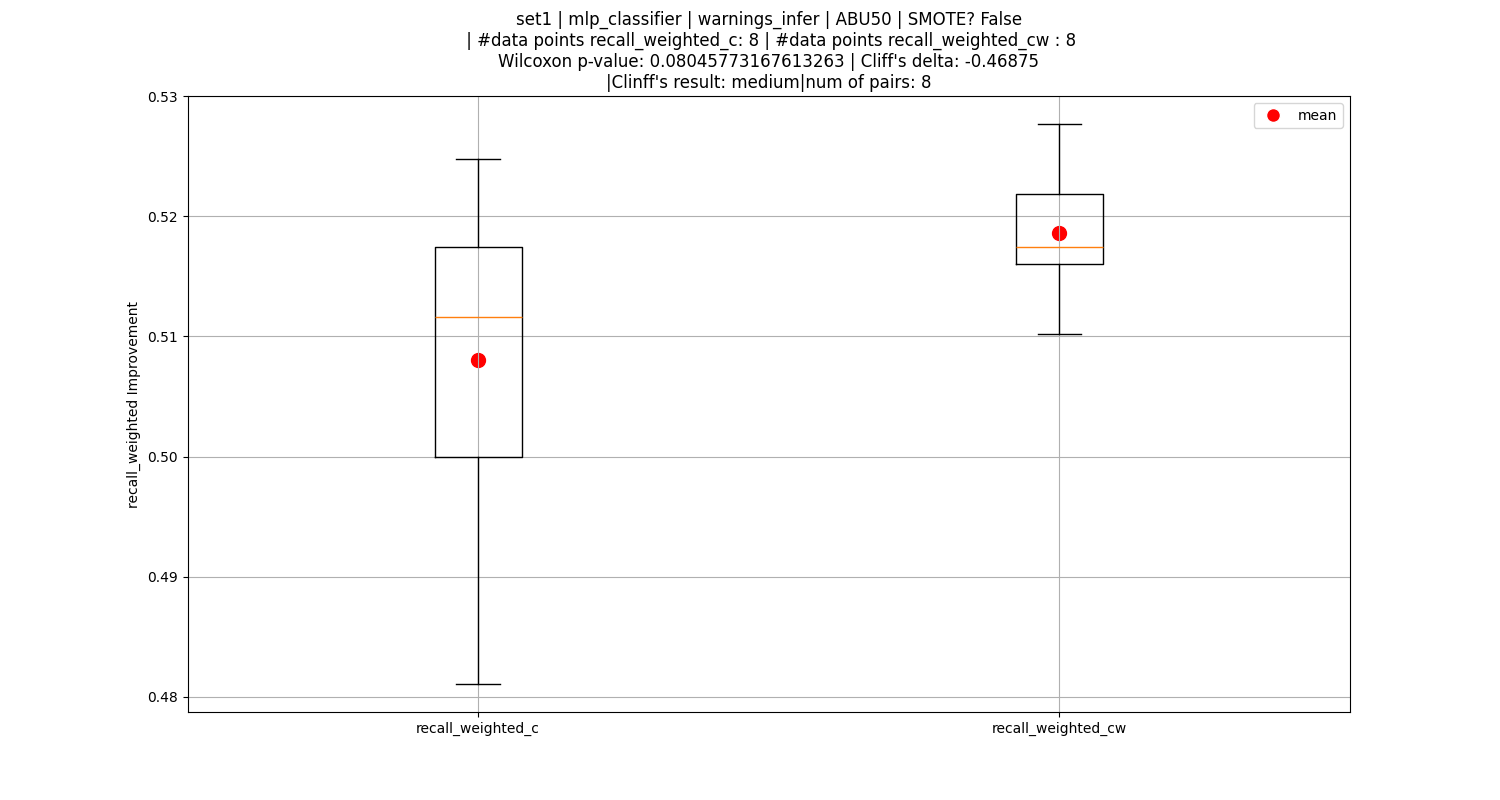 set1 | mlp_classifier | warnings_infer | ABU50 | SMOTE? False
| #data points recall_weighted_c: 8 | #data points recall_weighted_cw : 8
Wilcoxon p-value: 0.08045773167613263 | Cliff's delta: -0.46875
|Clinff's result: medium|num of pairs: 8
mean
0.53
0.52
0.51
0.50
0.49
0.48
recall_weighted Improvement
recall_weighted_c
recall_weighted_cw